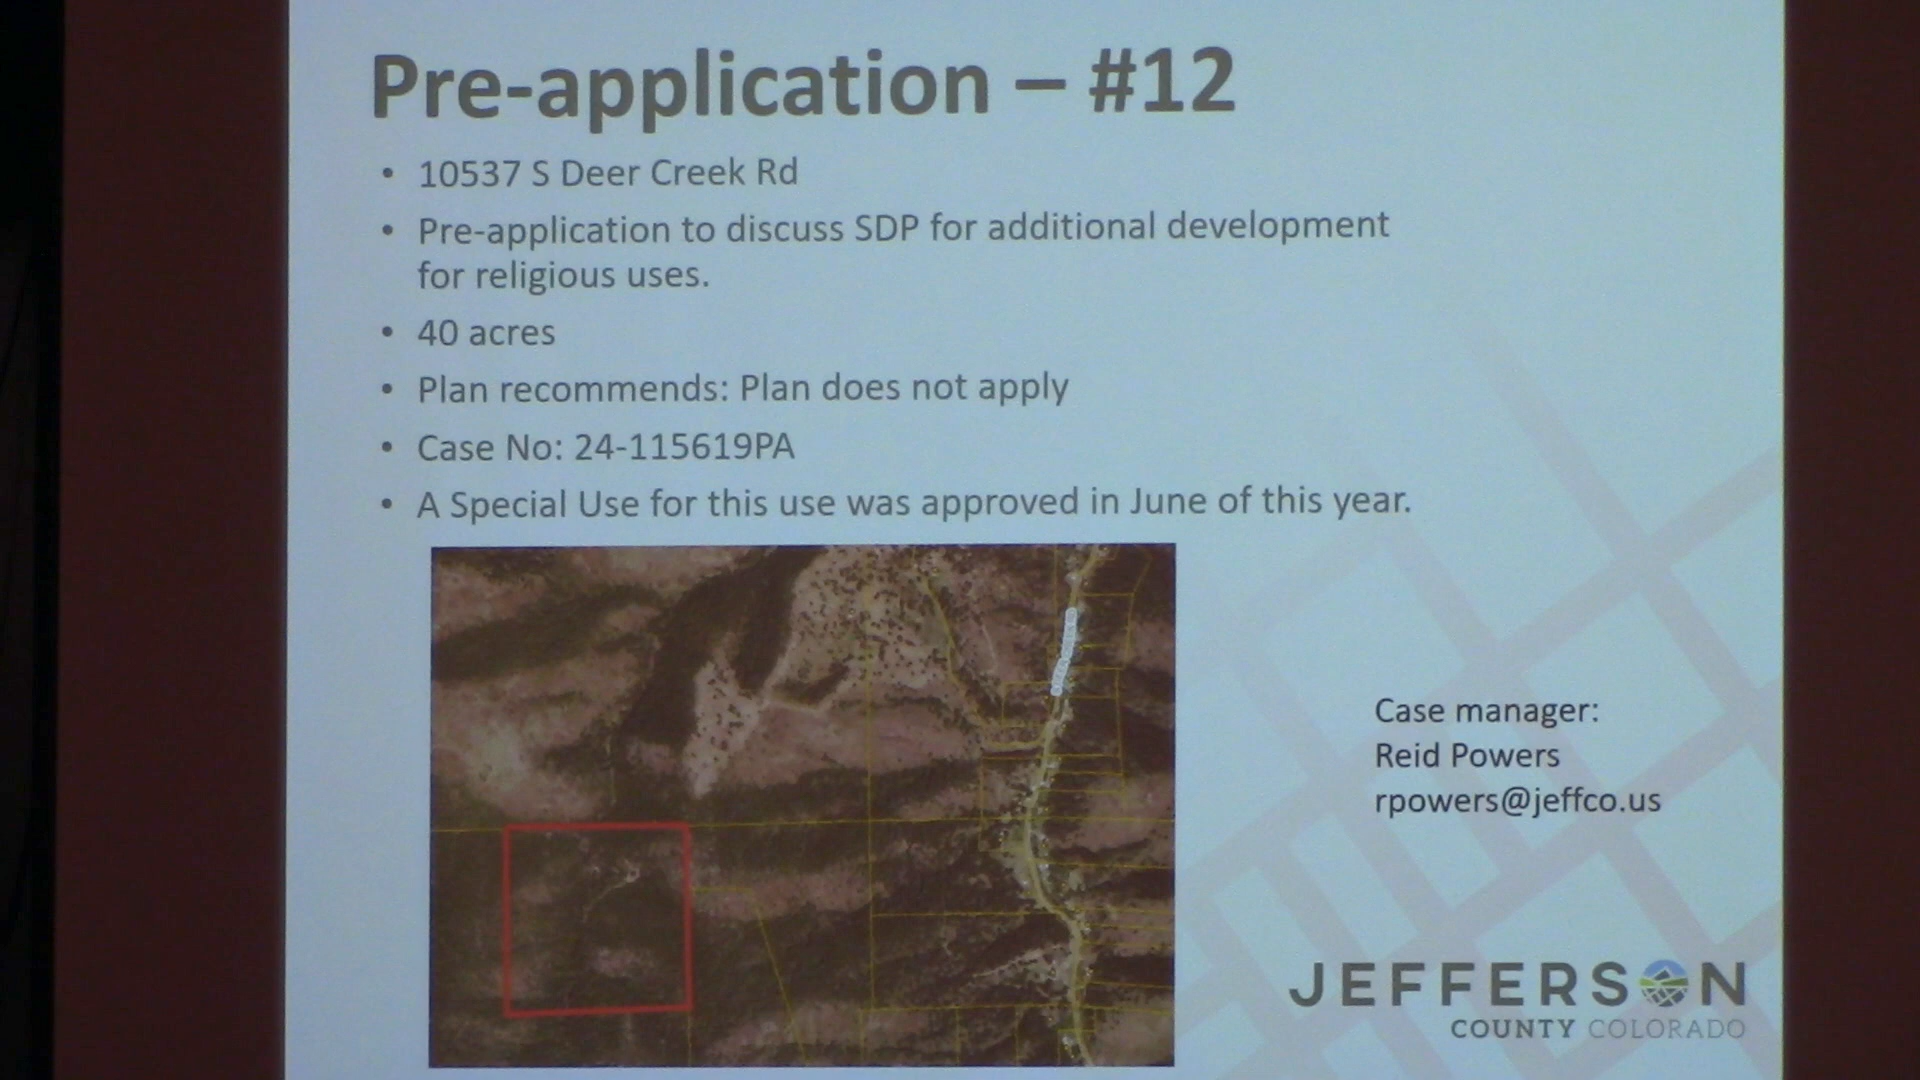 Pre-application – #12
• 10537 S Deer Creek Rd
• Pre-application to discuss SDP for additional development
for religious uses.
• 40 acres
• Plan recommends: Plan does not apply
• Case No: 24-115619PA
• A Special Use for this use was approved in June of this year.
Case manager:
Reid Powers
rpowers@jeffco.us
JEFFERSON
COUNTY COLORADO